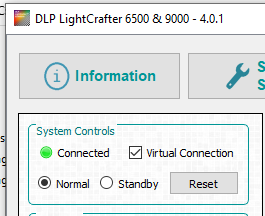 DLP LightCrafter 6500 & 9000 - 4.0.1
Information
System Controls
Connected
Virtual Connection
Normal
Standby
Reset